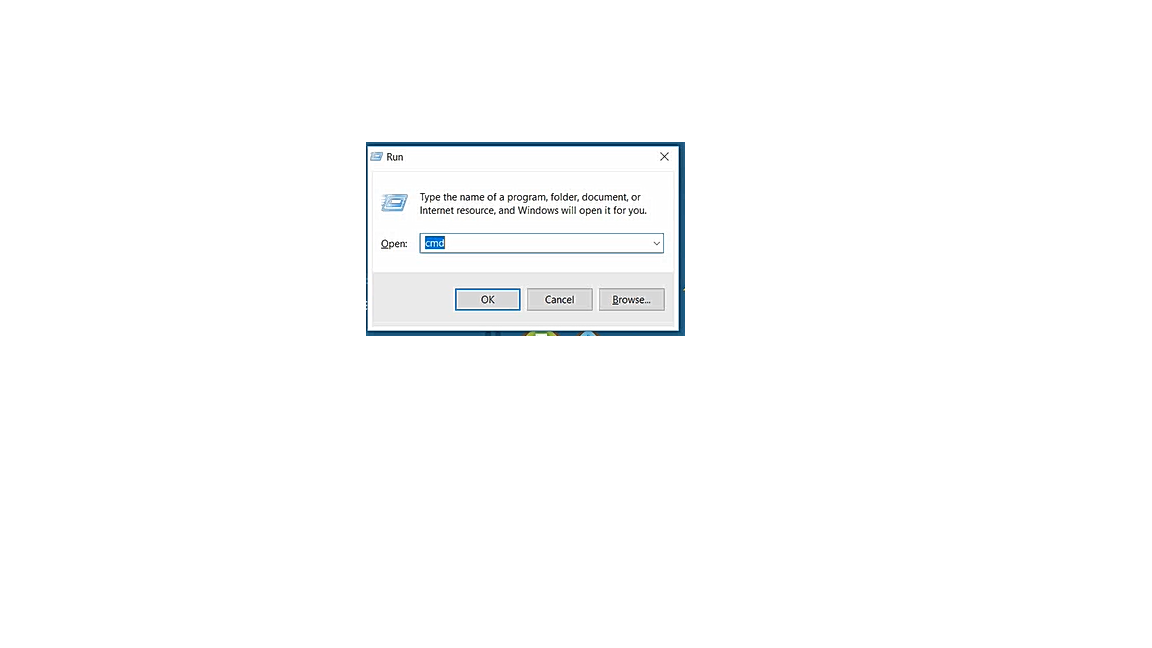 Run
Type the name of a program, folder, document, or
Internet resource, and Windows will open it for you.
Open: cmd
OK Cancel Browse...